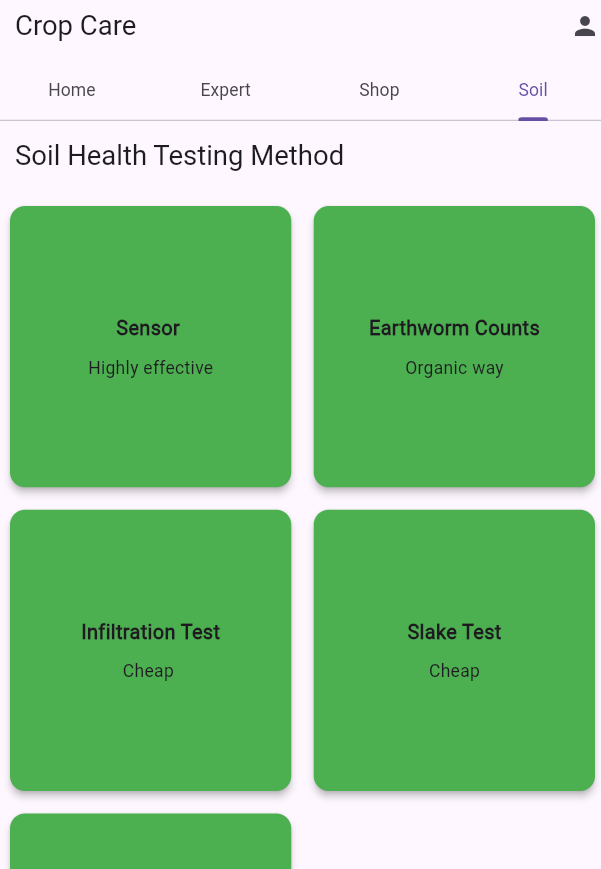 Crop Care
Home Expert Shop Soil
Soil Health Testing Method
Sensor
Highly effective
Earthworm Counts
Organic way
Infiltration Test
Cheap
Slake Test
Cheap